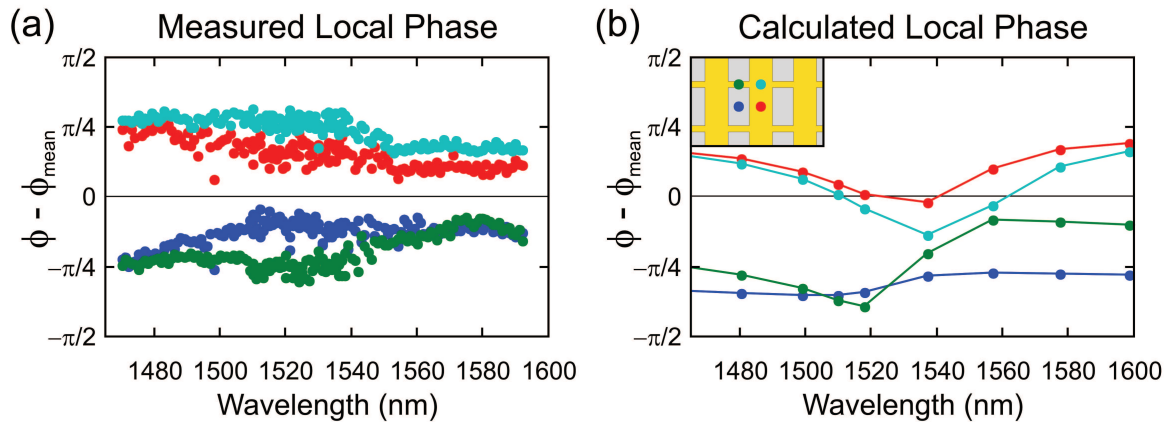 (a) Measured Local Phase
π/2
π/4
0
−π/4
−π/2
ϕ - ϕmean
1480 1500 1520 1540 1560 1580 1600
Wavelength (nm)
(b) Calculated Local Phase
π/2
π/4
0
−π/4
−π/2
ϕ - ϕmean
1480 1500 1520 1540 1560 1580 1600
Wavelength (nm)